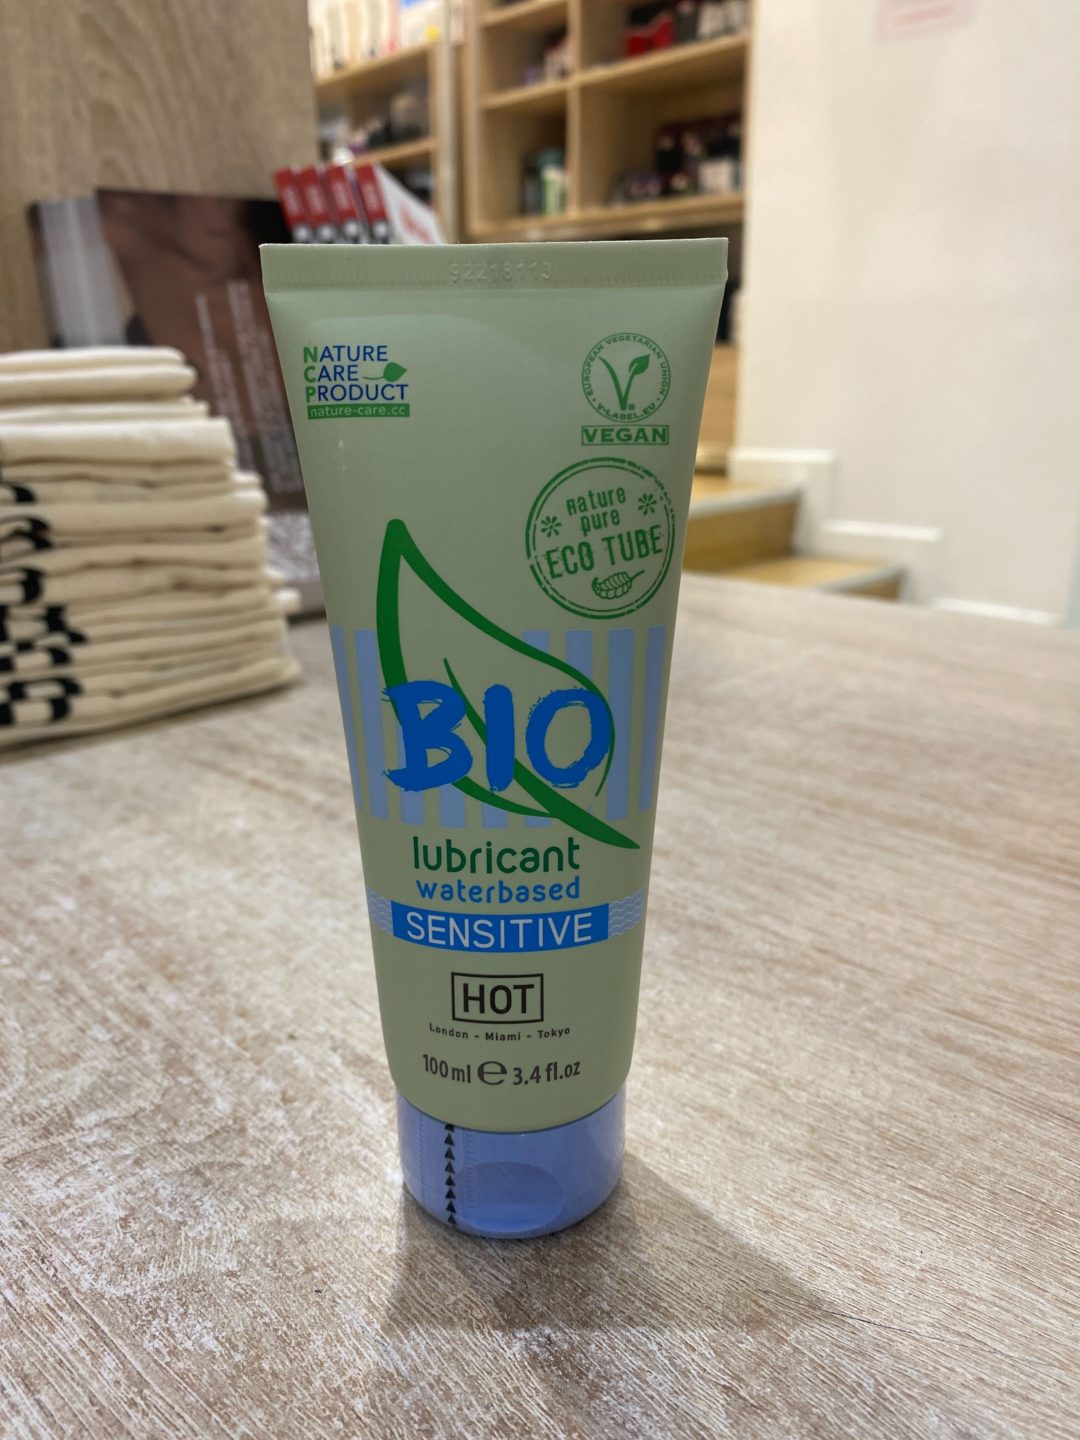 92218113
NATURE
CARE
PRODUCT
nature-care.cc
EUROPEAN VEGETARIAN UNION
V-LABEL.EU
VEGAN
nature
pure
ECO TUBE
BIO
lubricant
waterbased
SENSITIVE
HOT
London - Miami - Tokyo
100ml ℮ 3.4 fl.oz